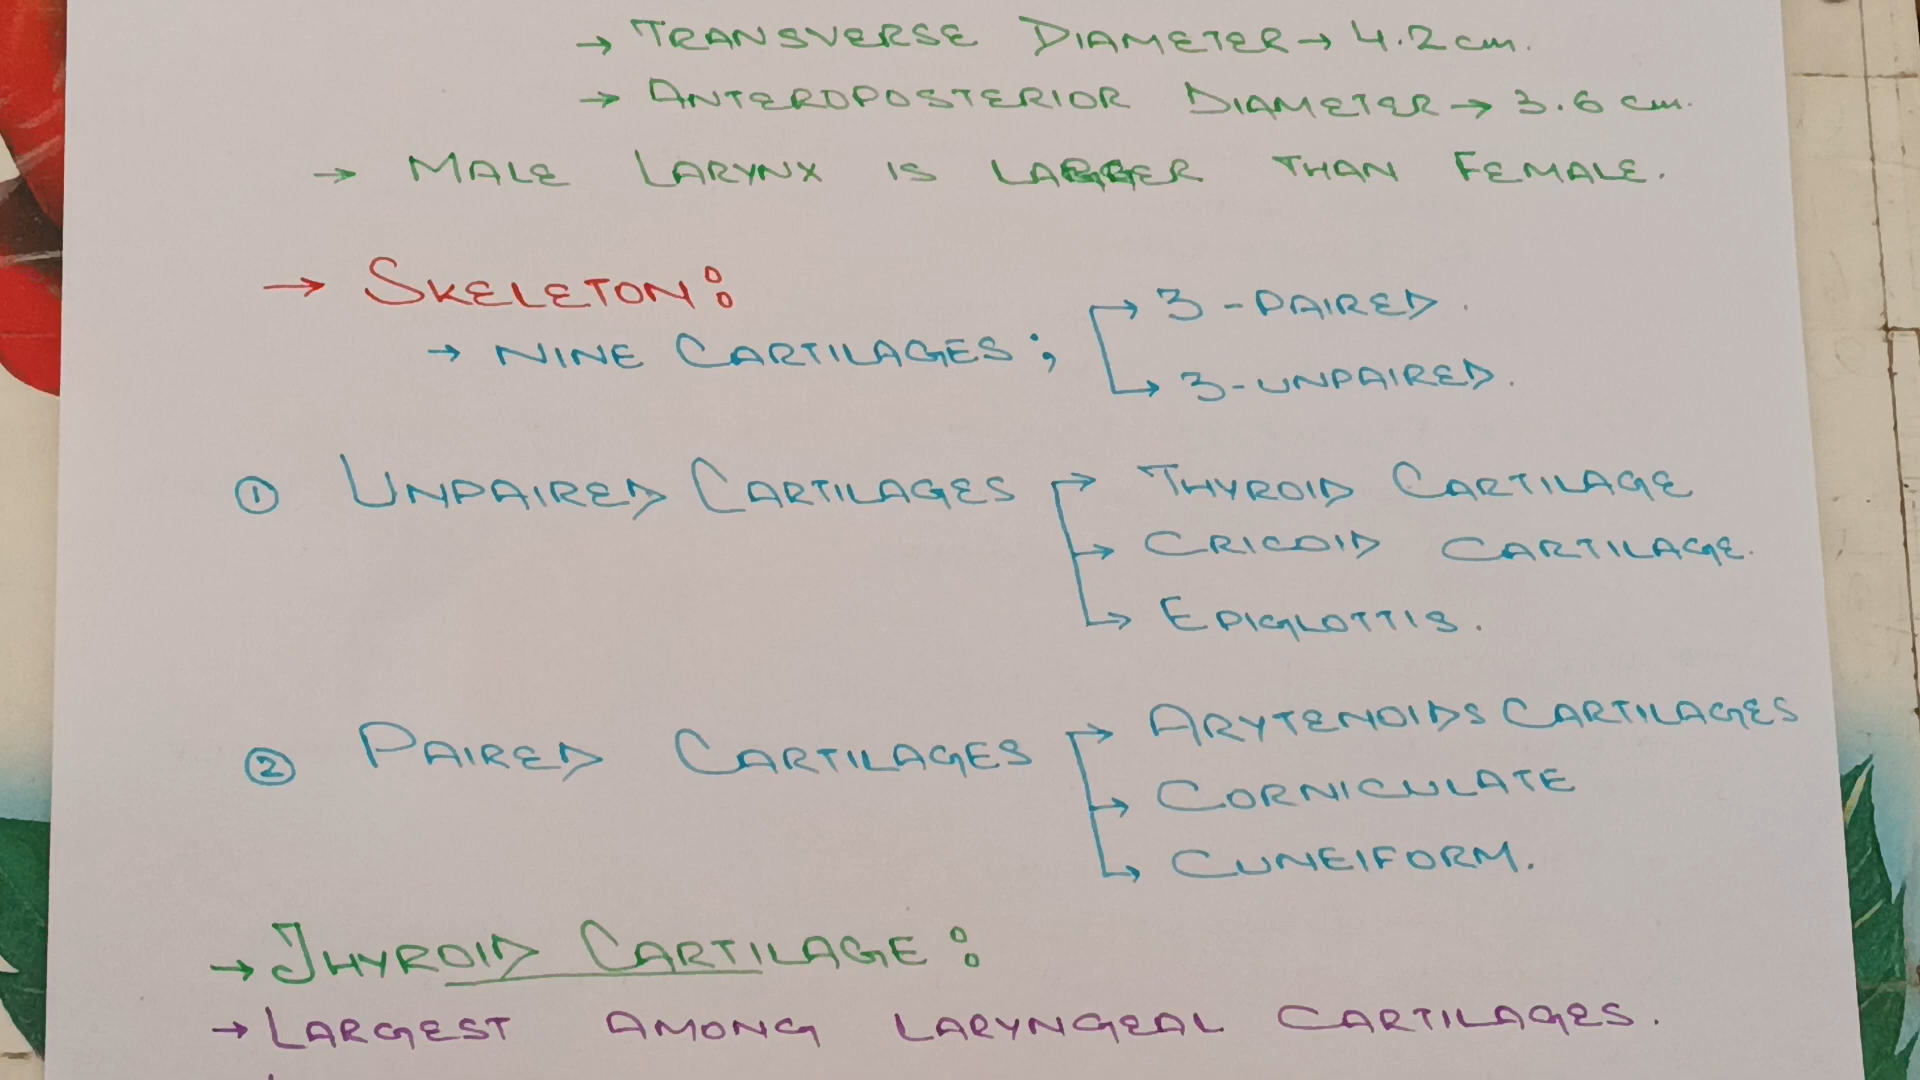 → TRANSVERSE DIAMETER → 4.2 cm.
→ ANTEROPOSTERIOR DIAMETER → 3.6 cm.
→ MALE LARYNX IS LARGER THAN FEMALE.
→ SKELETON:
→ NINE CARTILAGES;
→ 3-PAIRED.
→ 3-UNPAIRED.
① UNPAIRED CARTILAGES
→ THYROID CARTILAGE
→ CRICOID CARTILAGE.
→ EPIGLOTTIS.
② PAIRED CARTILAGES
→ ARYTENOIDS CARTILAGES
→ CORNICULATE
→ CUNEIFORM.
→ THYROID CARTILAGE:
→ LARGEST AMONG LARYNGEAL CARTILAGES.